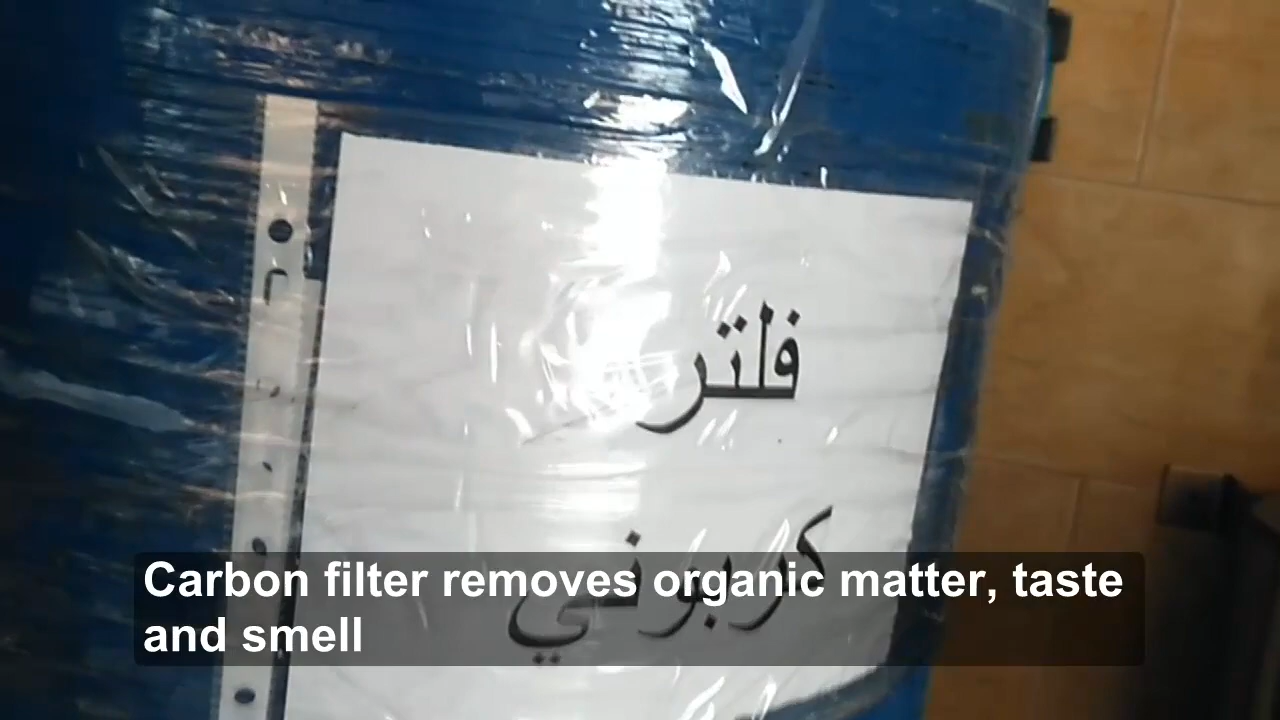 فلتر
كربوني
Carbon filter removes organic matter, taste
and smell